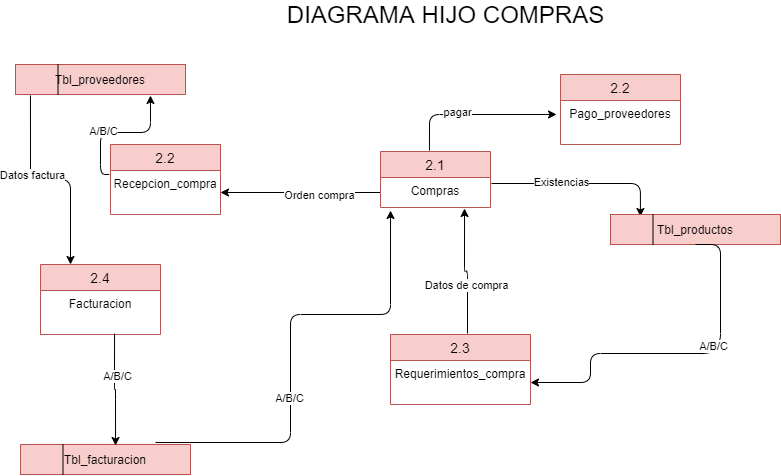 DIAGRAMA HIJO COMPRAS
Tbl_proveedores
2.2
Pago_proveedores
pagar
A/B/C
2.2
Recepcion_compra
2.1
Compras
Datos factura
Orden compra
Existencias
Tbl_productos
2.4
Facturacion
Datos de compra
2.3
Requerimientos_compra
A/B/C
A/B/C
A/B/C
Tbl_facturacion